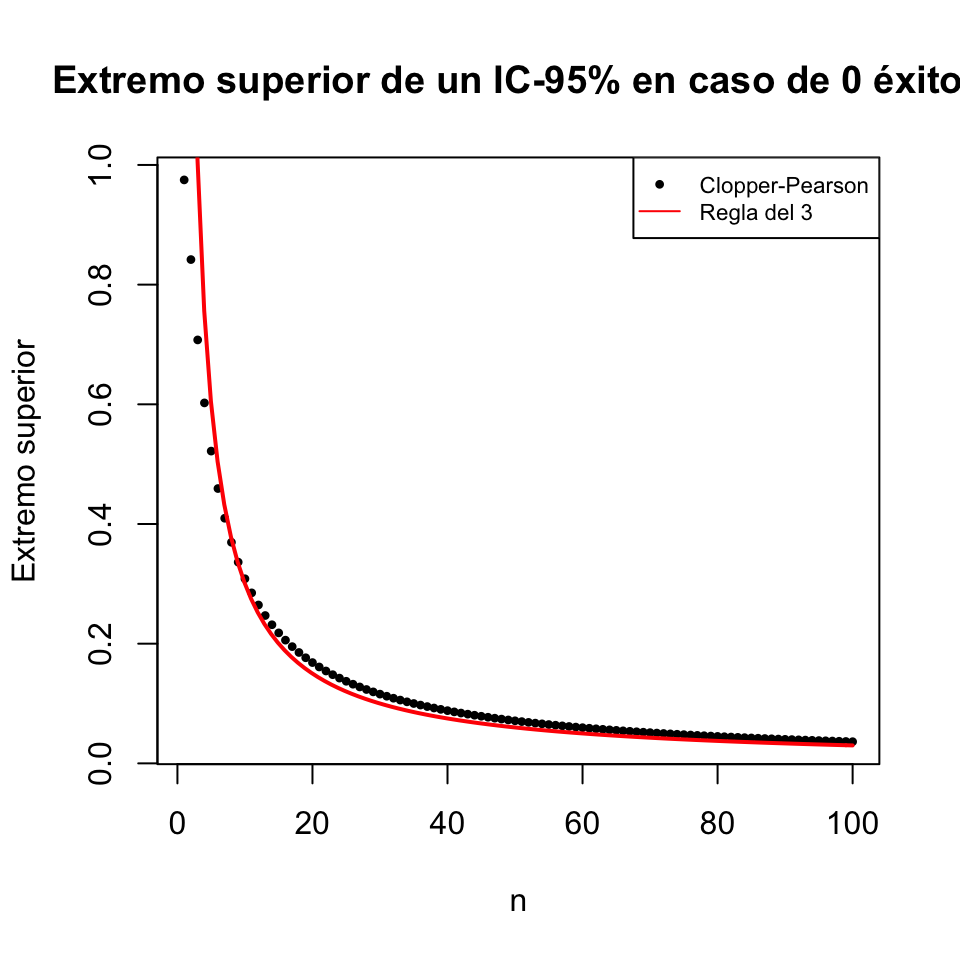 Extremo superior de un IC-95% en caso de 0 éxito
Clopper-Pearson
Regla del 3
Extremo superior
1.0
0.8
0.6
0.4
0.2
0.0
0 20 40 60 80 100
n